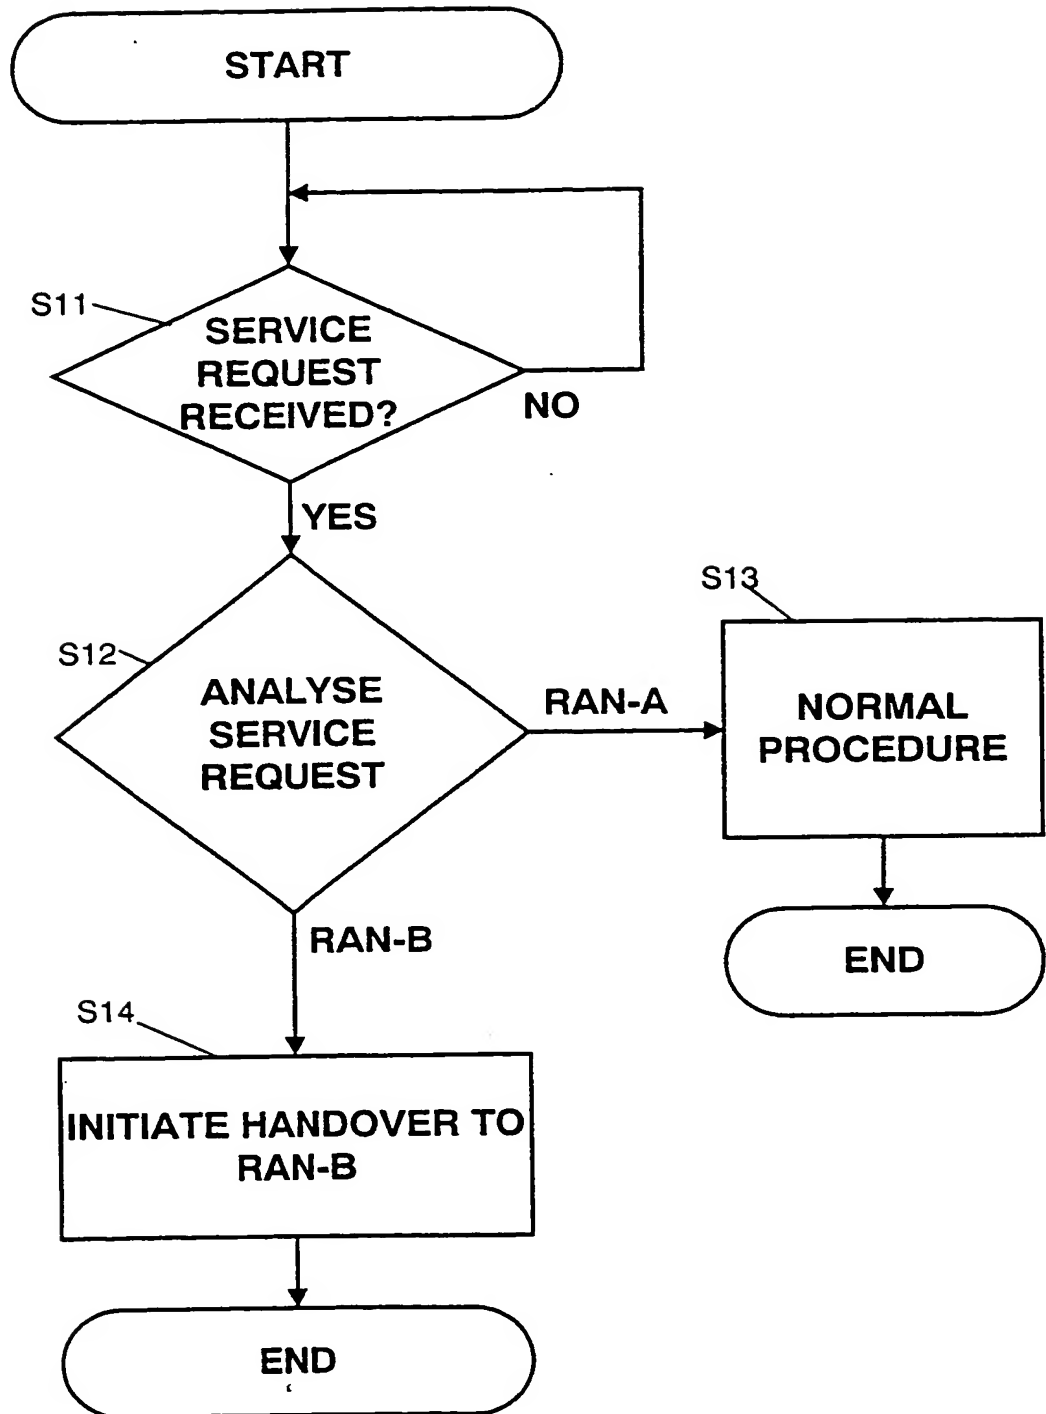 START
S11
SERVICE
REQUEST
RECEIVED?
NO
YES
S12
ANALYSE
SERVICE
REQUEST
RAN-A
S13
NORMAL
PROCEDURE
END
RAN-B
S14
INITIATE HANDOVER TO
RAN-B
END